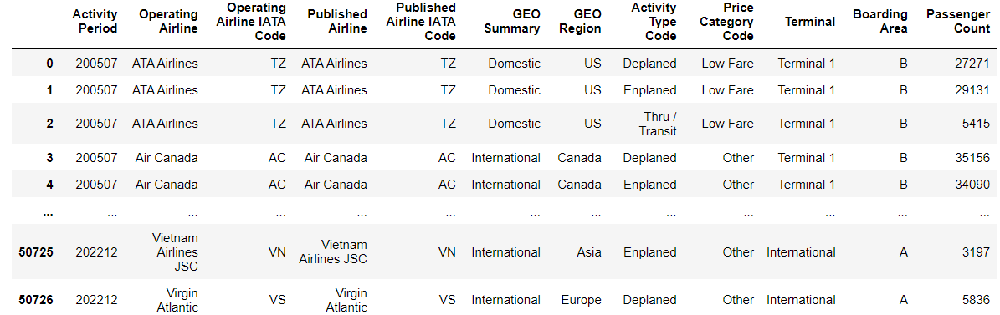 Activity Period Operating Airline Operating Airline IATA Code Published Airline Published Airline IATA Code GEO Summary GEO Region Activity Type Code Price Category Code Terminal Boarding Area Passenger Count
0 200507 ATA Airlines TZ ATA Airlines TZ Domestic US Deplaned Low Fare Terminal 1 B 27271
1 200507 ATA Airlines TZ ATA Airlines TZ Domestic US Enplaned Low Fare Terminal 1 B 29131
2 200507 ATA Airlines TZ ATA Airlines TZ Domestic US Thru / Transit Low Fare Terminal 1 B 5415
3 200507 Air Canada AC Air Canada AC International Canada Deplaned Other Terminal 1 B 35156
4 200507 Air Canada AC Air Canada AC International Canada Enplaned Other Terminal 1 B 34090
... ... ... ... ... ... ... ... ... ... ... ... ...
50725 202212 Vietnam Airlines JSC VN Vietnam Airlines JSC VN International Asia Enplaned Other International A 3197
50726 202212 Virgin Atlantic VS Virgin Atlantic VS International Europe Deplaned Other International A 5836